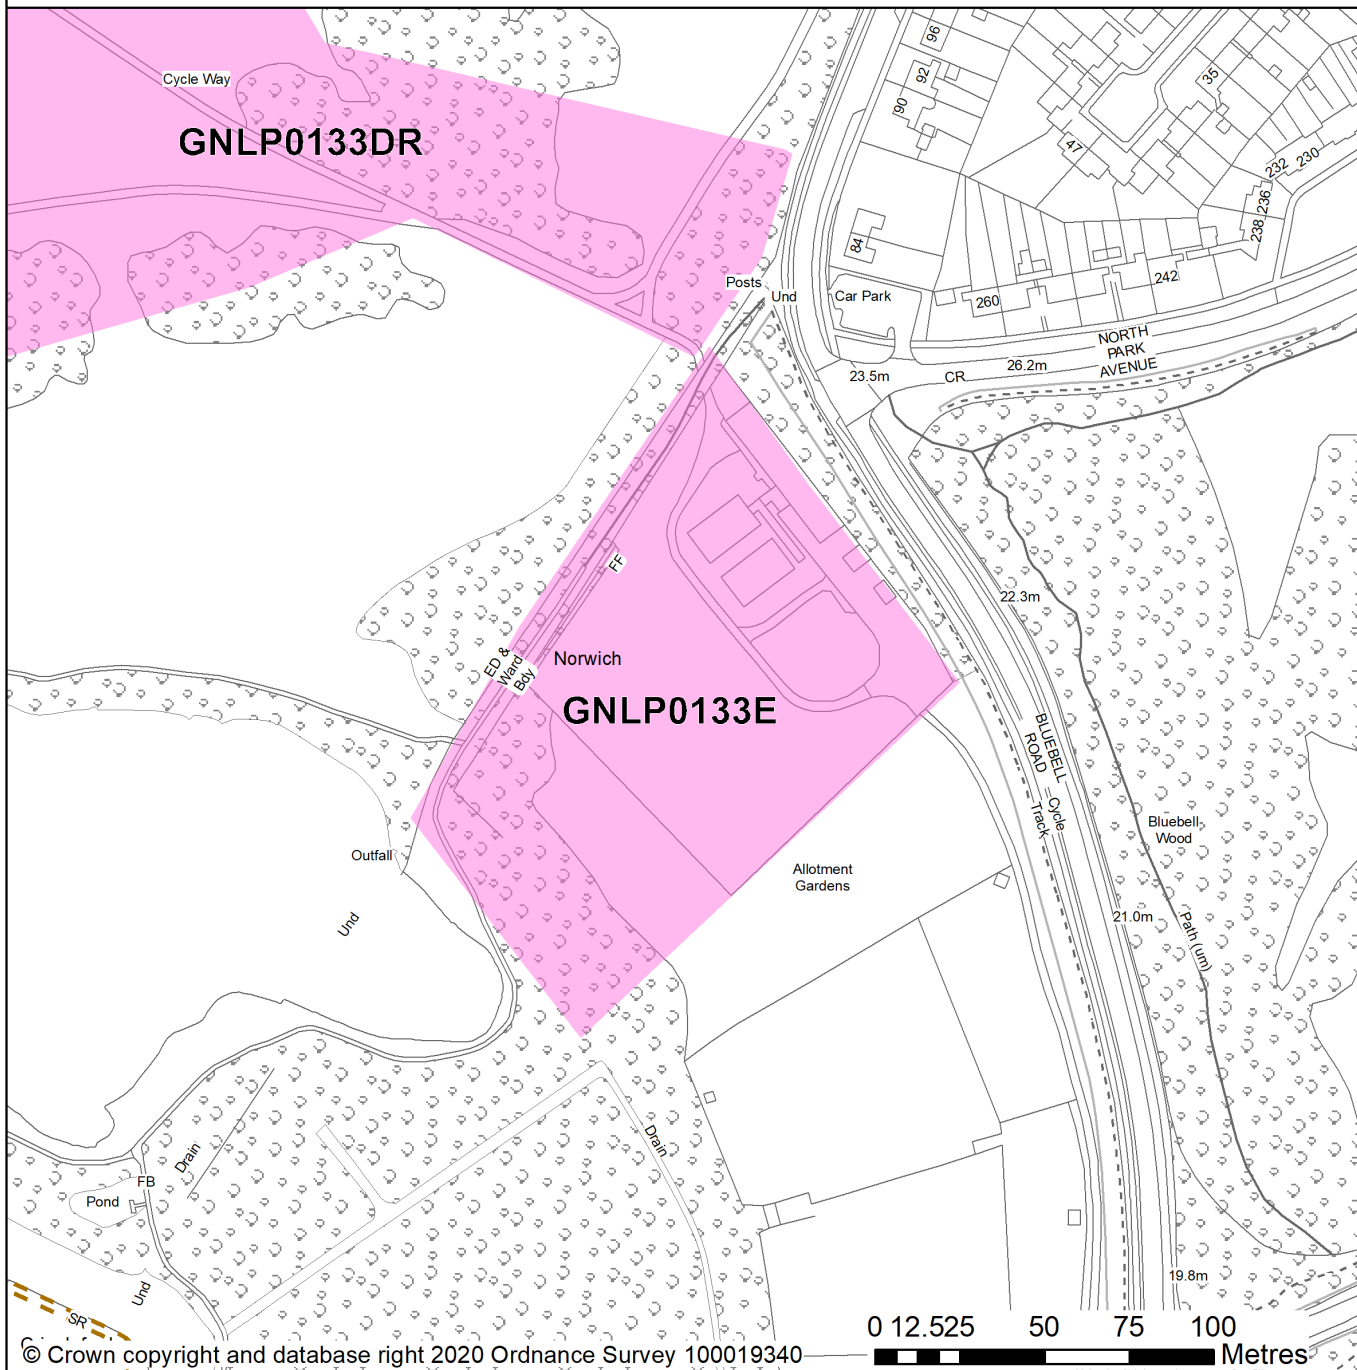 96
92
90
35
47
232
230
236
238
Cycle Way
GNLP0133DR
84
242
Posts
Und
Car Park
260
NORTH
PARK
AVENUE
26.2m
23.5m
CR
FF
22.3m
ED &
Ward
Bdy
Norwich
GNLP0133E
BLUEBELL
ROAD
Cycle
Track
Bluebell
Wood
Outfall
Allotment
Gardens
Und
21.0m
Path (um)
Drain
Drain
FB
Pond
Und
19.8m
SR
0 12.525 50 75 100
Metres
© Crown copyright and database right 2020 Ordnance Survey 100019340